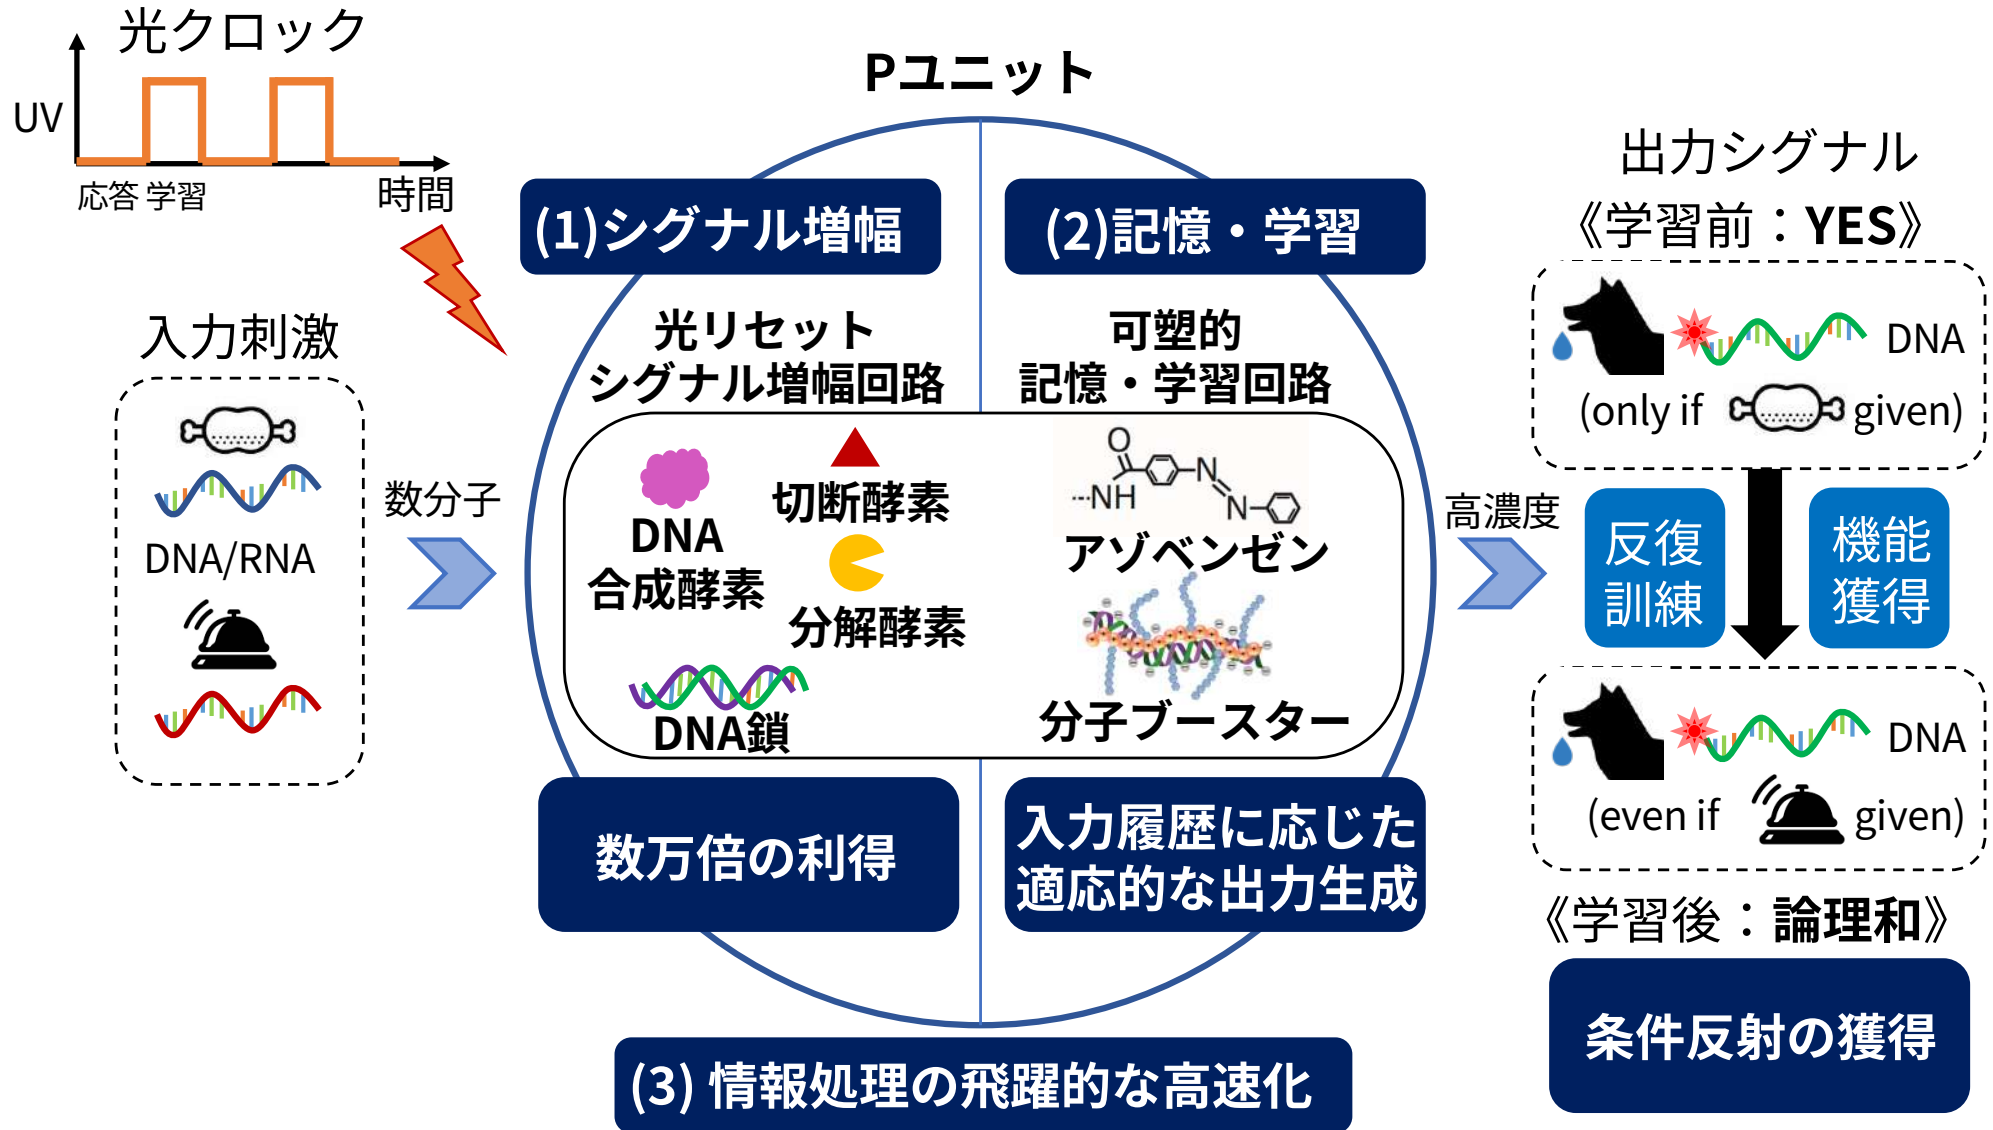 光クロック
UV
応答 学習
時間
入力刺激
DNA/RNA
数分子
Pユニット
(1)シグナル増幅
光リセット
シグナル増幅回路
DNA
合成酵素
切断酵素
分解酵素
DNA鎖
数万倍の利得
(2)記憶・学習
可塑的
記憶・学習回路
O
N
N
---NH
アゾベンゼン
分子ブースター
入力履歴に応じた
適応的な出力生成
(3) 情報処理の飛躍的な高速化
高濃度
出力シグナル
《学習前：YES》
DNA
(only if given)
反復
訓練
機能
獲得
DNA
(even if given)
《学習後：論理和》
条件反射の獲得